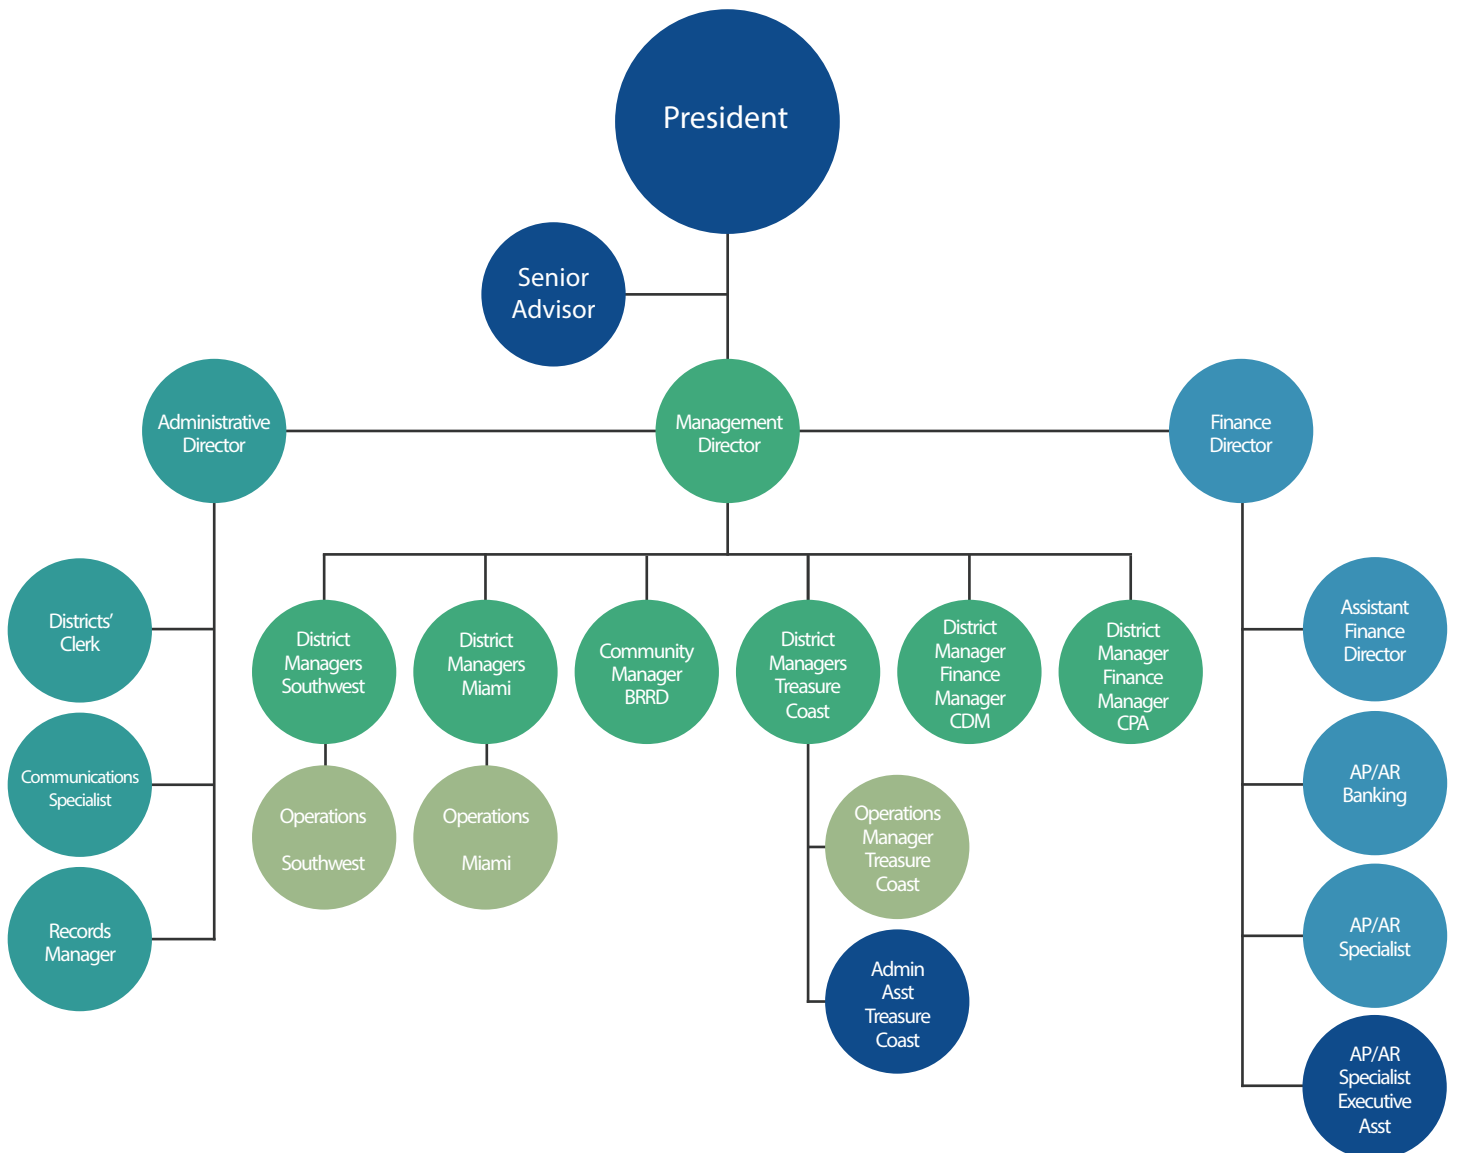 President
Senior
Advisor
Administrative
Director
Management
Director
Finance
Director
Districts'
Clerk
Communications
Specialist
Records
Manager
District
Managers
Southwest
District
Managers
Miami
Community
Manager
BRRD
District
Managers
Treasure
Coast
District
Manager
Finance
Manager
CDM
District
Manager
Finance
Manager
CPA
Operations
Southwest
Operations
Miami
Operations
Manager
Treasure
Coast
Admin
Asst
Treasure
Coast
Assistant
Finance
Director
AP/AR
Banking
AP/AR
Specialist
AP/AR
Specialist
Executive
Asst